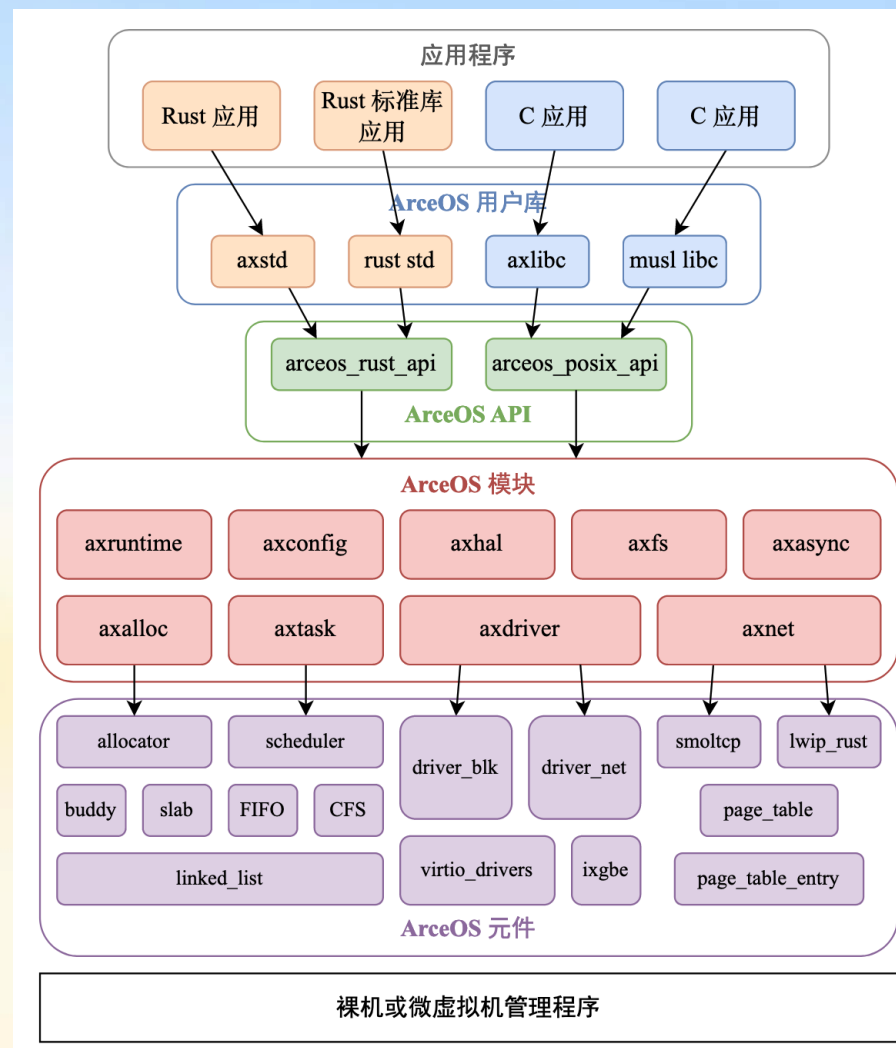 应用程序
Rust 应用
Rust 标准库
应用
C 应用
C 应用
ArceOS 用户库
axstd
rust std
axlibc
musl libc
arceos_rust_api
arceos_posix_api
ArceOS API
ArceOS 模块
axruntime
axconfig
axhal
axfs
axasync
axalloc
axtask
axdriver
axnet
allocator
scheduler
driver_blk
driver_net
smoltcp
lwip_rust
buddy
slab
FIFO
CFS
page_table
linked_list
virtio_drivers
ixgbe
page_table_entry
ArceOS 元件
裸机或微虚拟机管理程序